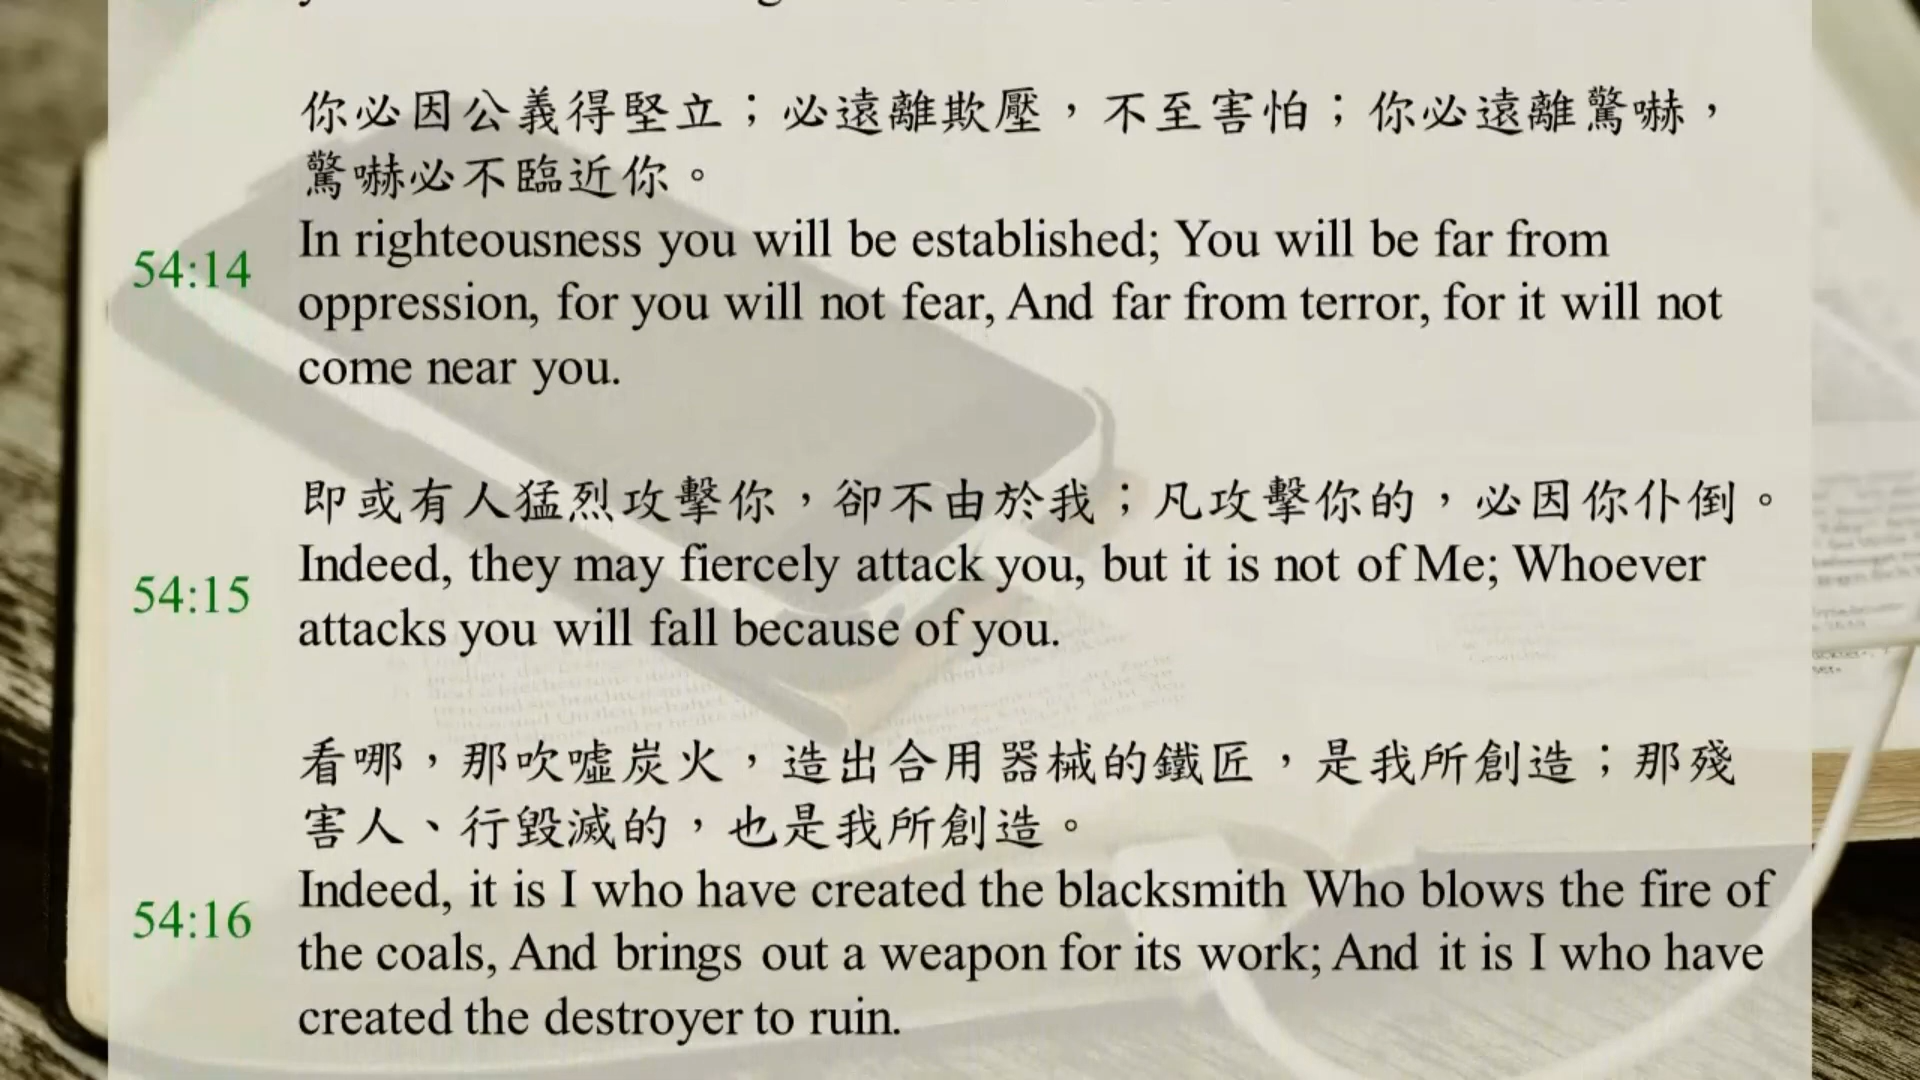 你必因公義得堅立；必遠離欺壓，不至害怕；你必遠離驚嚇，
驚嚇必不臨近你。
54:14
In righteousness you will be established; You will be far from
oppression, for you will not fear, And far from terror, for it will not
come near you.
即或有人猛烈攻擊你，卻不由於我；凡攻擊你的，必因你仆倒。
54:15
Indeed, they may fiercely attack you, but it is not of Me; Whoever
attacks you will fall because of you.
看哪，那吹噓炭火，造出合用器械的鐵匠，是我所創造；那殘
害人、行毀滅的，也是我所創造。
54:16
Indeed, it is I who have created the blacksmith Who blows the fire of
the coals, And brings out a weapon for its work; And it is I who have
created the destroyer to ruin.